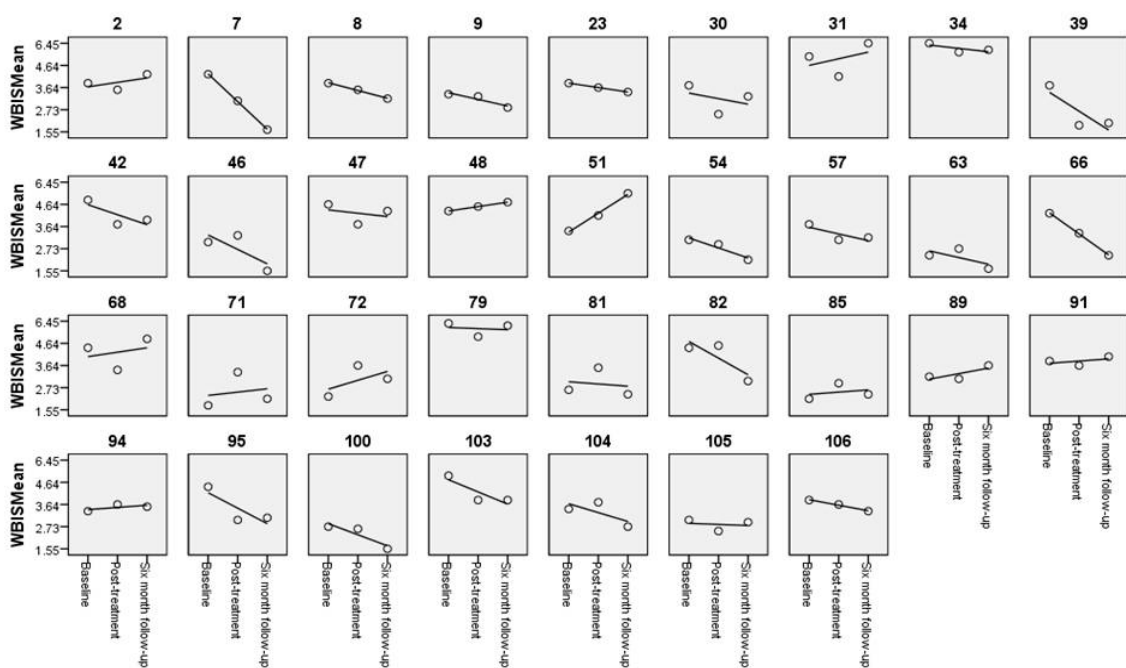 2 7 8 9 23 30 31 34 39
WBISMean
6.45
4.64
3.64
2.73
1.55
42 46 47 48 51 54 57 63 66
WBISMean
6.45
4.64
3.64
2.73
1.55
68 71 72 79 81 82 85 89 91
WBISMean
6.45
4.64
3.64
2.73
1.55
Baseline
Post-treatment
Six month follow-up
Baseline
Post-treatment
Six month follow-up
94 95 100 103 104 105 106
WBISMean
6.45
4.64
3.64
2.73
1.55
Baseline
Post-treatment
Six month follow-up
Baseline
Post-treatment
Six month follow-up
Baseline
Post-treatment
Six month follow-up
Baseline
Post-treatment
Six month follow-up
Baseline
Post-treatment
Six month follow-up
Baseline
Post-treatment
Six month follow-up
Baseline
Post-treatment
Six month follow-up